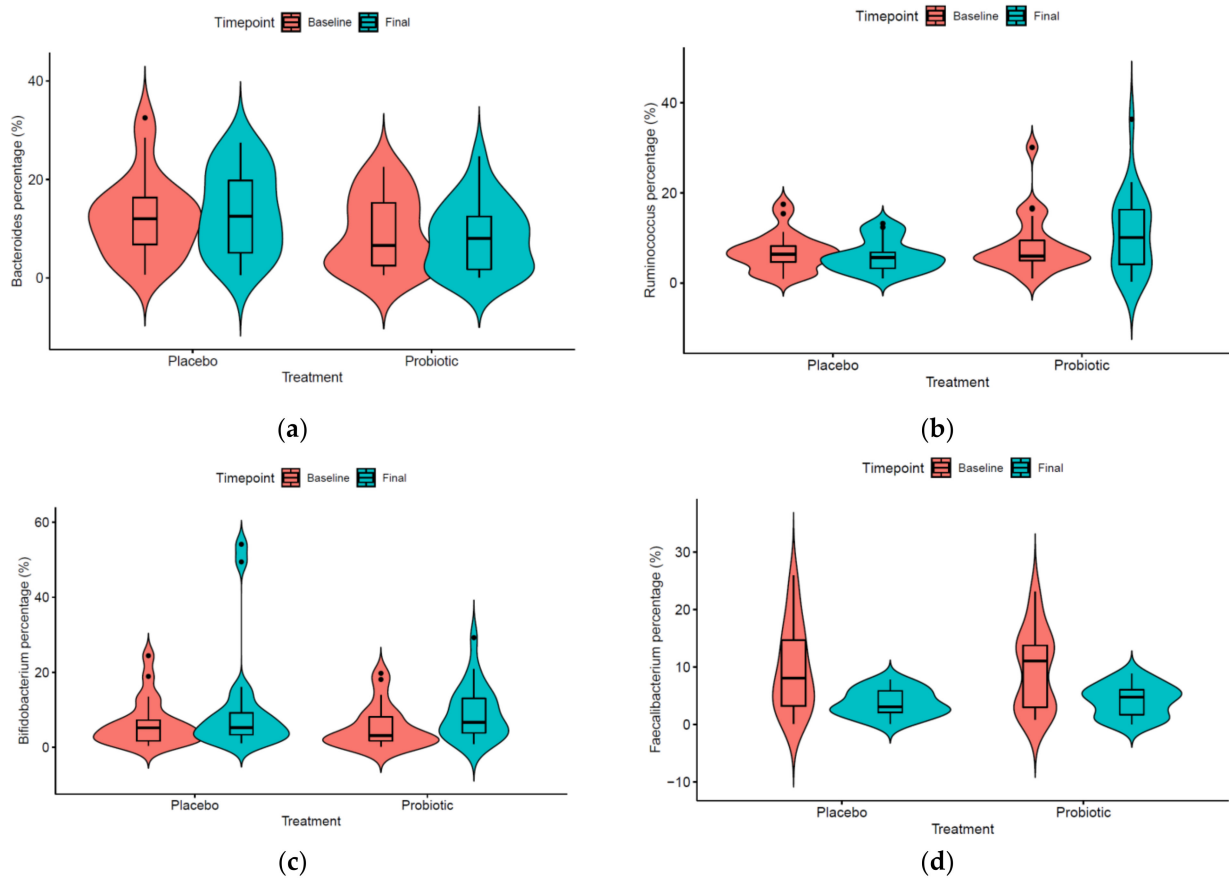 Timepoint Baseline Final
Bacteroides percentage (%)
40
20
0
Placebo Probiotic
Treatment
(a)
Timepoint Baseline Final
Ruminococcus percentage (%)
40
20
0
Placebo Probiotic
Treatment
(b)
Timepoint Baseline Final
Bifidobacterium percentage (%)
60
40
20
0
Placebo Probiotic
Treatment
(c)
Timepoint Baseline Final
Faecalibacterium percentage (%)
30
20
10
0
−10
Placebo Probiotic
Treatment
(d)